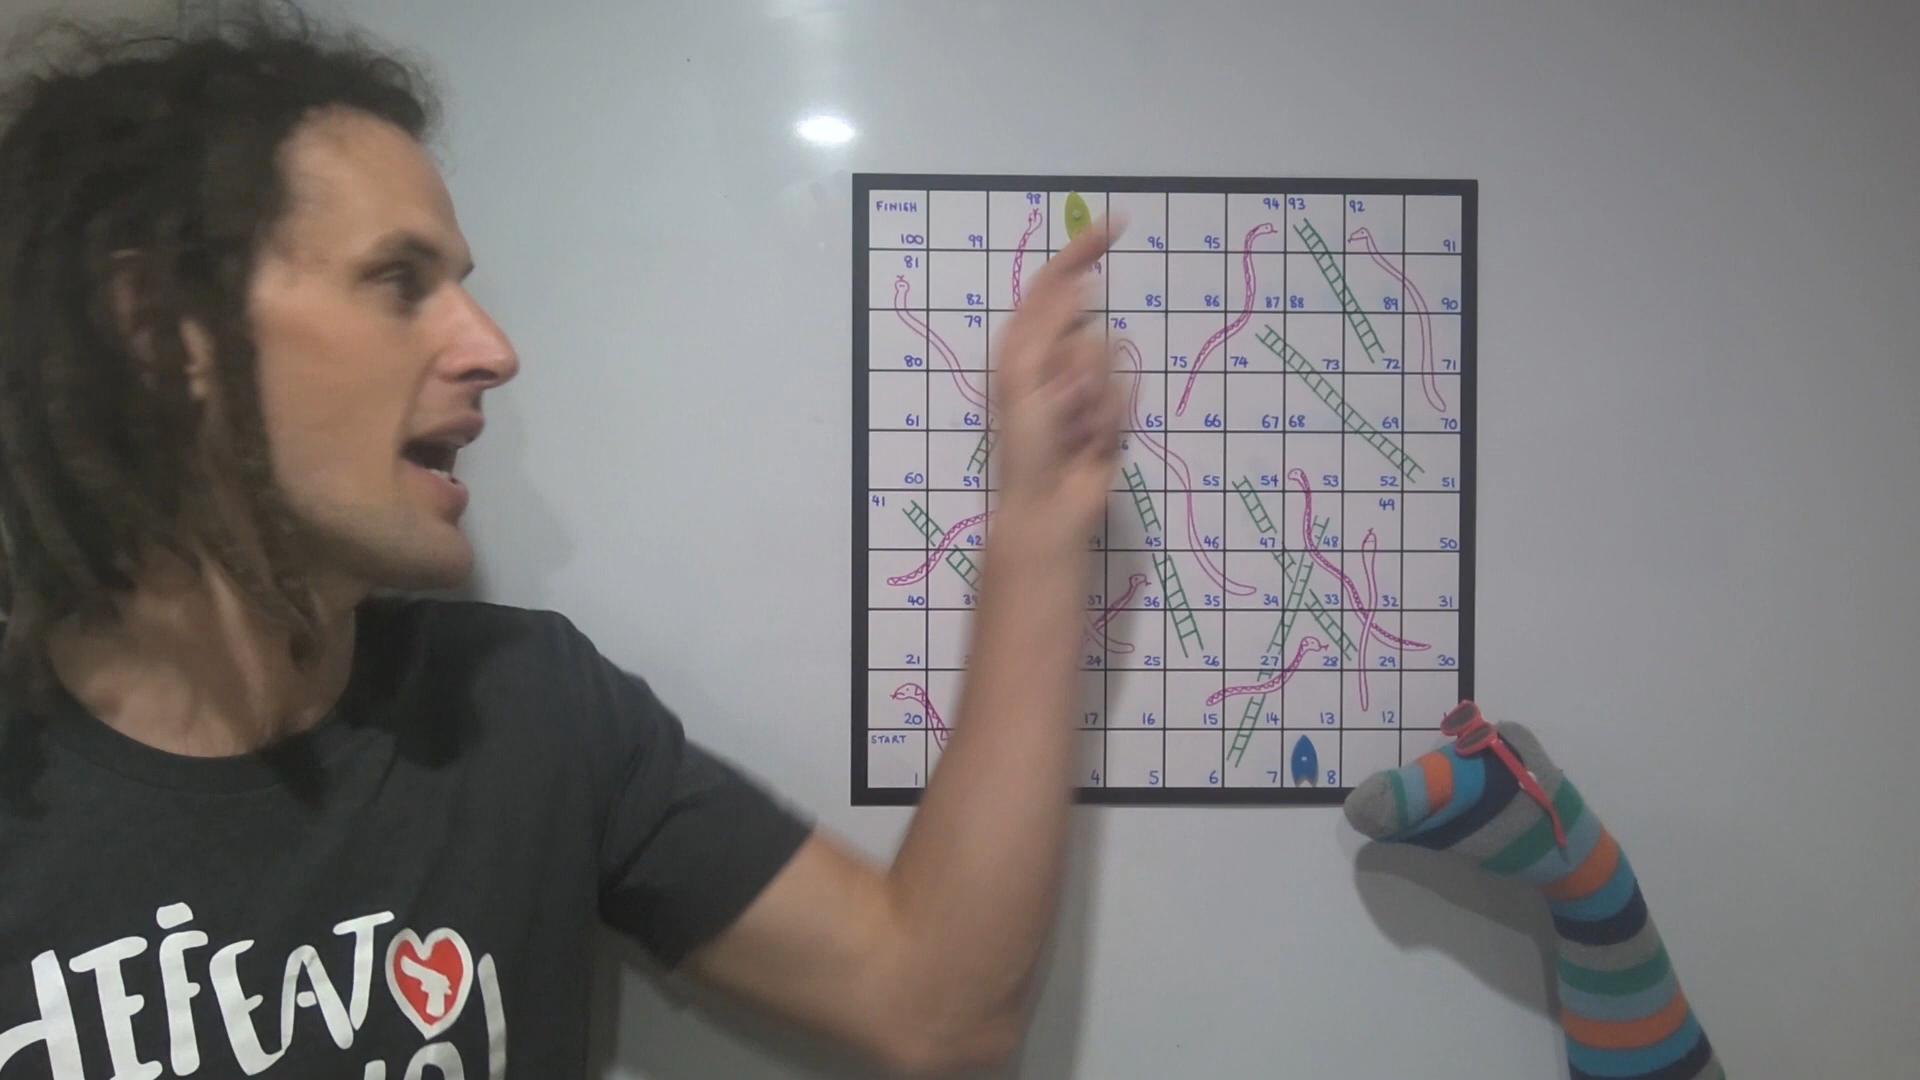 98 94 93 92
FINISH
100 99 96 95 91
81 89
82 85 86 87 88 89 90
79 76
80 75 74 73 72 71
61 62 65 66 67 68 69 70
60 59 55 54 53 52 51
41 49
42 45 46 47 48 50
40 39 37 36 35 34 33 32 31
21 24 25 26 27 28 29 30
20 17 16 15 14 13 12
START
1 4 5 6 7 8
dEFEAT